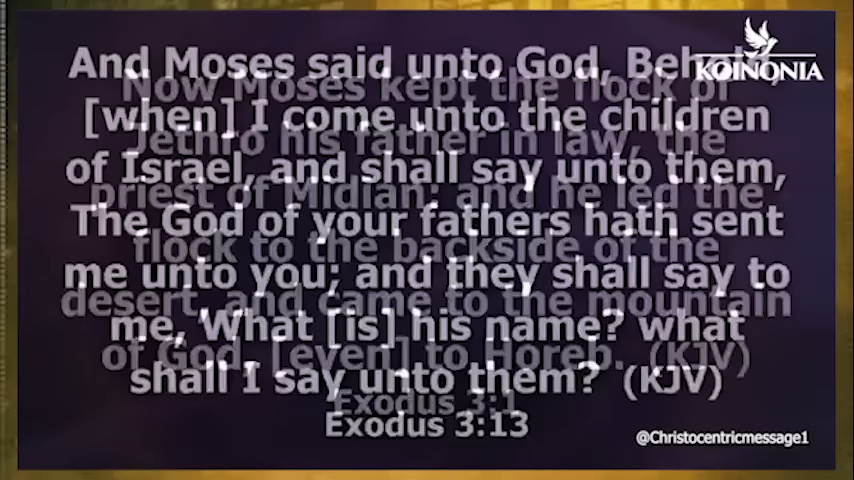 And Moses said unto God, Behold,
[when] I come unto the children
of Israel, and shall say unto them,
The God of your fathers hath sent
me unto you; and they shall say to
me, What [is] his name? what
shall I say unto them? (KJV)
Exodus 3:13
Now Moses kept the flock of
Jethro his father in law, the
priest of Midian: and he led the
flock to the backside of the
desert, and came to the mountain
of God, [even] to Horeb. (KJV)
Exodus 3:1
KOINONIA
@Christocentricmessage1